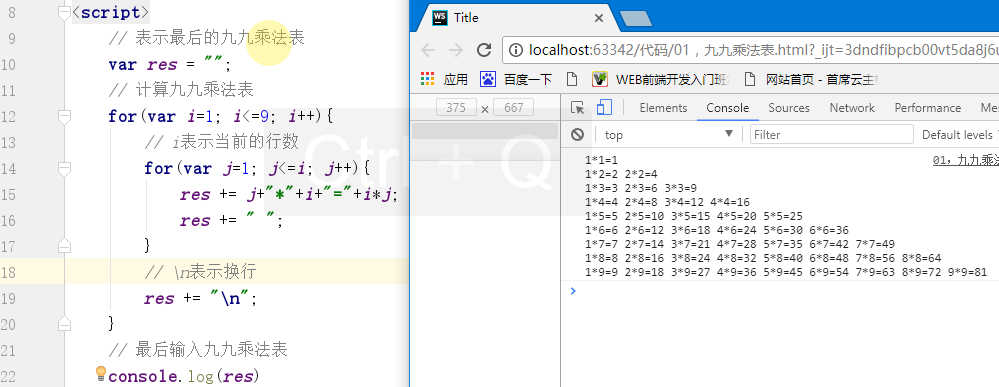 8 <script>
9 // 表示最后的九九乘法表
10 var res = "";
11 // 计算九九乘法表
12 for(var i=1; i<=9; i++){
13 // i表示当前的行数
14 for(var j=1; j<=i; j++){
15 res += j+"*"+i+"="+i*j;
16 res += " ";
17 }
18 // \n表示换行
19 res += "\n";
20 }
21 // 最后输入九九乘法表
22 console.log(res)
Ctrl + Q
WS Title
localhost:63342/代码/01，九九乘法表.html?_ijt=3dndfibpcb00vt5da8j6u
应用 百度一下 WEB前端开发入门班 网站首页 - 首席云主
375 × 667 Elements Console Sources Network Performance
top Filter Default levels
1*1=1 01，九九乘
1*2=2 2*2=4
1*3=3 2*3=6 3*3=9
1*4=4 2*4=8 3*4=12 4*4=16
1*5=5 2*5=10 3*5=15 4*5=20 5*5=25
1*6=6 2*6=12 3*6=18 4*6=24 5*6=30 6*6=36
1*7=7 2*7=14 3*7=21 4*7=28 5*7=35 6*7=42 7*7=49
1*8=8 2*8=16 3*8=24 4*8=32 5*8=40 6*8=48 7*8=56 8*8=64
1*9=9 2*9=18 3*9=27 4*9=36 5*9=45 6*9=54 7*9=63 8*9=72 9*9=81